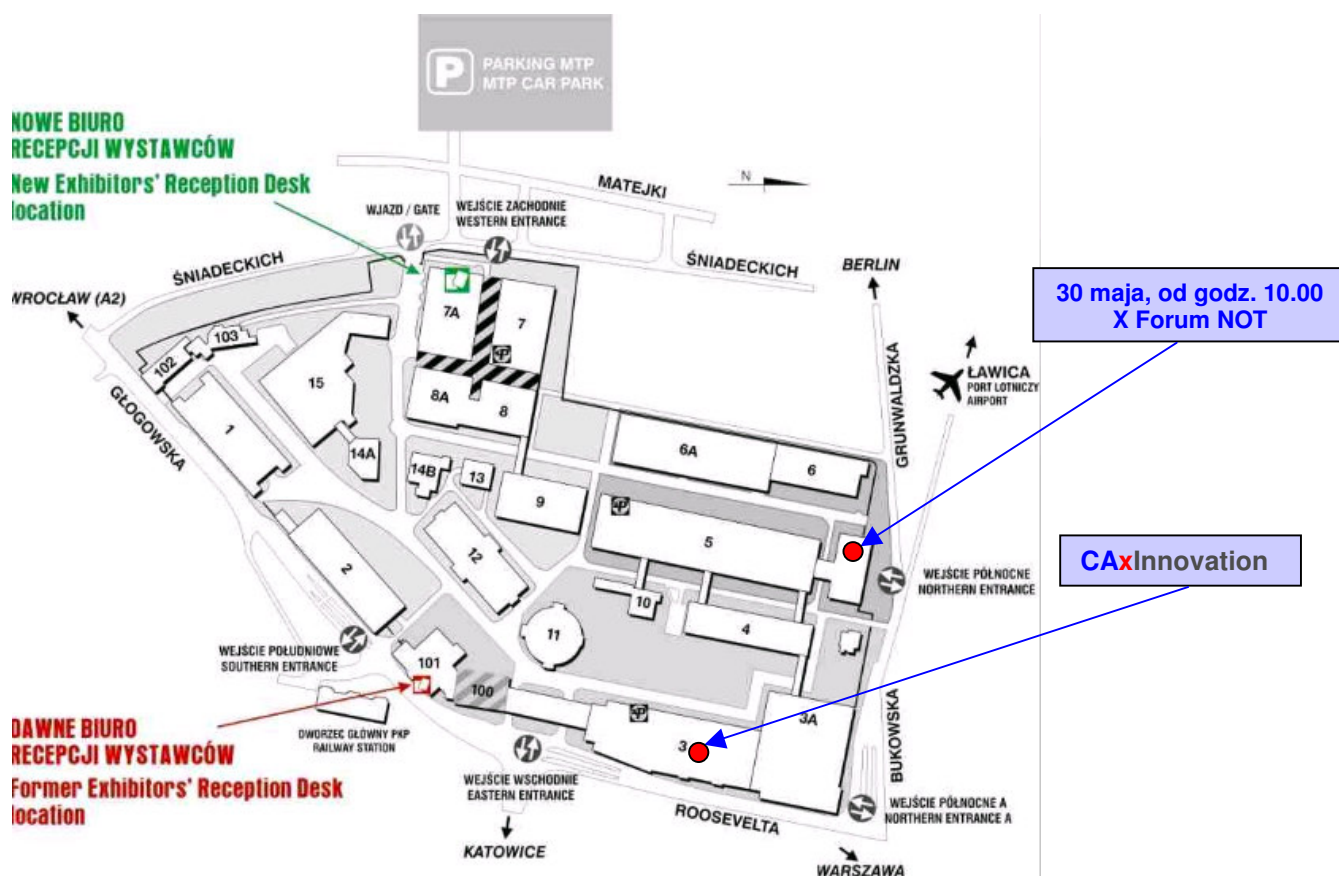 P
PARKING MTP
MTP CAR PARK
NOWE BIURO
RECEPCJI WYSTAWCÓW
New Exhibitors' Reception Desk
location
MATEJKI
N
WJAZD / GATE
WEJŚCIE ZACHODNIE
WESTERN ENTRANCE
ŚNIADECKICH
ŚNIADECKICH
BERLIN
WROCŁAW (A2)
30 maja, od godz. 10.00
X Forum NOT
7A
7
103
102
15
8A
8
1
GŁOGOWSKA
GRUNWALDZKA
ŁAWICA
PORT LOTNICZY
AIRPORT
6A
6
14A
14B
13
9
5
12
2
10
4
11
WEJŚCIE PÓŁNOCNE
NORTHERN ENTRANCE
CAxInnovation
WEJŚCIE POŁUDNIOWE
SOUTHERN ENTRANCE
101
100
3A
3
BUKOWSKA
DAWNE BIURO
RECEPCJI WYSTAWCÓW
Former Exhibitors' Reception Desk
location
DWORZEC GŁÓWNY PKP
RAILWAY STATION
WEJŚCIE WSCHODNIE
EASTERN ENTRANCE
ROOSEVELTA
WEJŚCIE PÓŁNOCNE A
NORTHERN ENTRANCE A
KATOWICE
WARSZAWA